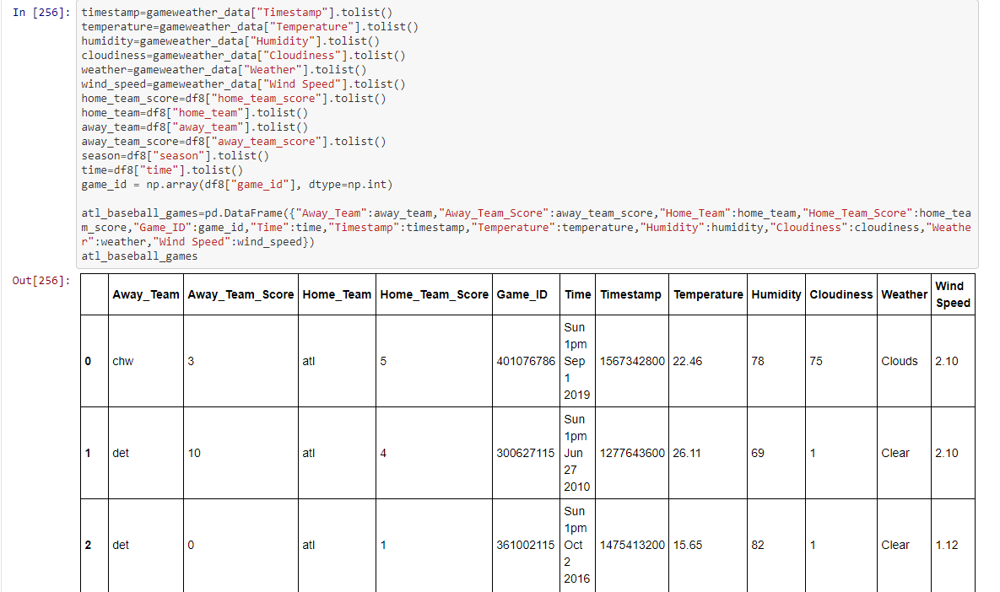 In [256]: timestamp=gameweather_data["Timestamp"].tolist()
temperature=gameweather_data["Temperature"].tolist()
humidity=gameweather_data["Humidity"].tolist()
cloudiness=gameweather_data["Cloudiness"].tolist()
weather=gameweather_data["Weather"].tolist()
wind_speed=gameweather_data["Wind Speed"].tolist()
home_team_score=df8["home_team_score"].tolist()
home_team=df8["home_team"].tolist()
away_team=df8["away_team"].tolist()
away_team_score=df8["away_team_score"].tolist()
season=df8["season"].tolist()
time=df8["time"].tolist()
game_id = np.array(df8["game_id"], dtype=np.int)
atl_baseball_games=pd.DataFrame({"Away_Team":away_team,"Away_Team_Score":away_team_score,"Home_Team":home_team,"Home_Team_Score":home_tea
m_score,"Game_ID":game_id,"Time":time,"Timestamp":timestamp,"Temperature":temperature,"Humidity":humidity,"Cloudiness":cloudiness,"Weathe
r":weather,"Wind Speed":wind_speed})
atl_baseball_games
Out[256]:
Away_Team Away_Team_Score Home_Team Home_Team_Score Game_ID Time Timestamp Temperature Humidity Cloudiness Weather Wind
Speed
0 chw 3 atl 5 401076786 Sun
1pm
Sep
1
2019 1567342800 22.46 78 75 Clouds 2.10
1 det 10 atl 4 300627115 Sun
1pm
Jun
27
2010 1277643600 26.11 69 1 Clear 2.10
2 det 0 atl 1 361002115 Sun
1pm
Oct
2
2016 1475413200 15.65 82 1 Clear 1.12